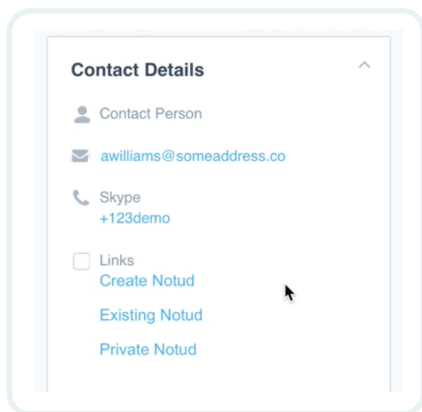 Contact Details
Contact Person
awilliams@someaddress.co
Skype
+123demo
Links
Create Notud
Existing Notud
Private Notud